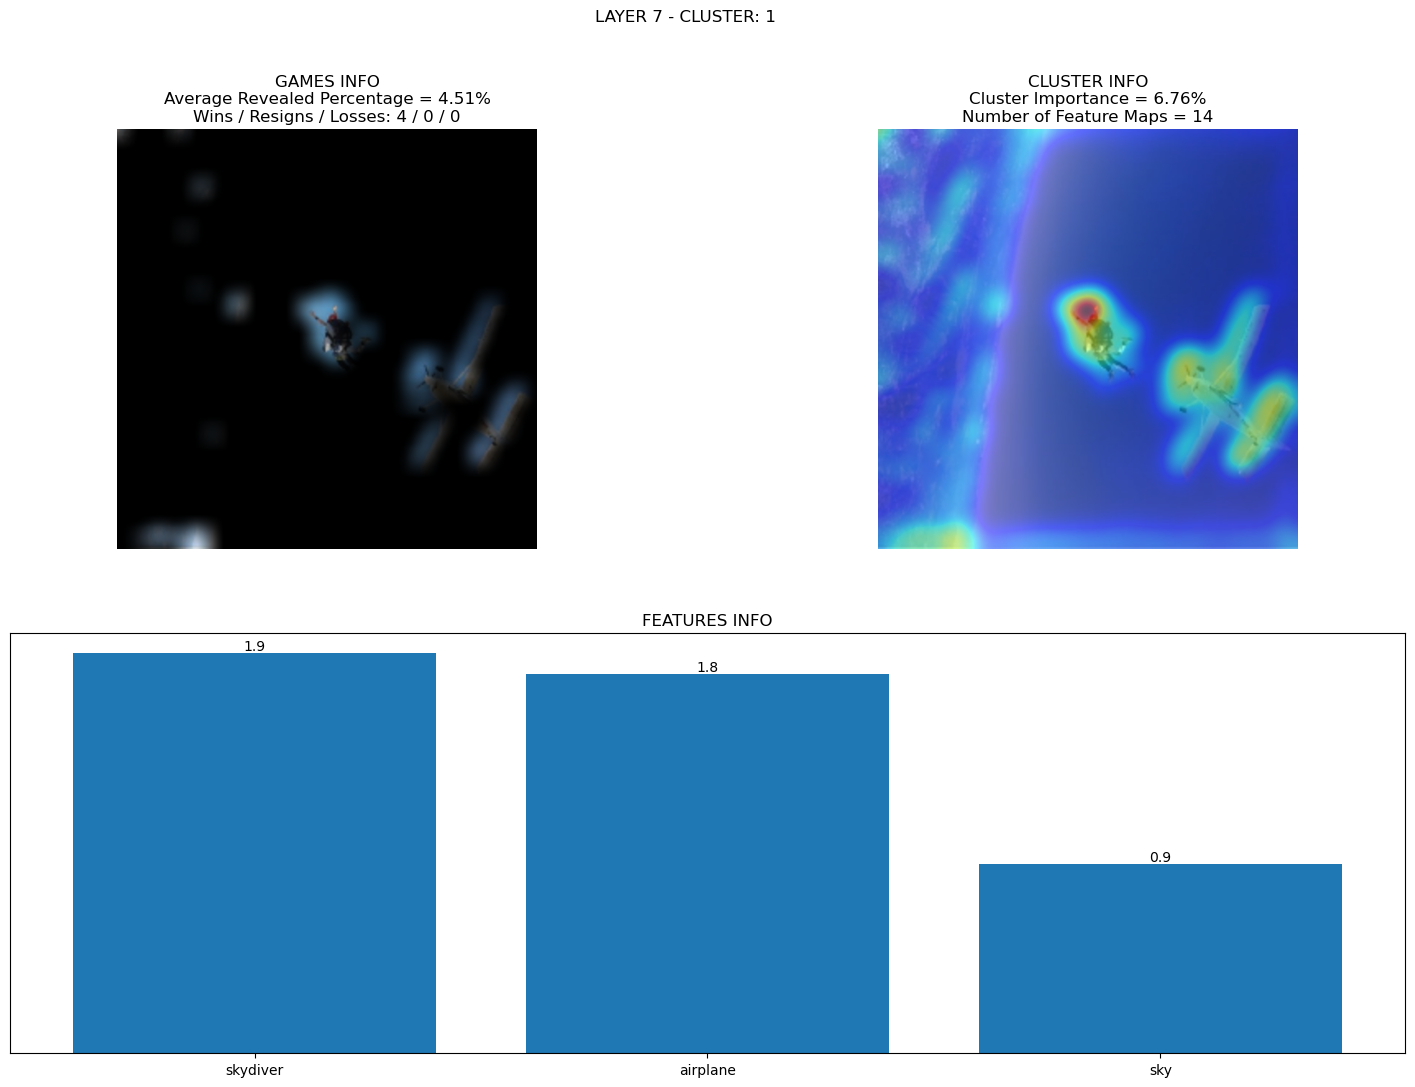 LAYER 7 - CLUSTER: 1
GAMES INFO
Average Revealed Percentage = 4.51%
Wins / Resigns / Losses: 4 / 0 / 0
CLUSTER INFO
Cluster Importance = 6.76%
Number of Feature Maps = 14
FEATURES INFO
1.9
1.8
0.9
skydiver
airplane
sky